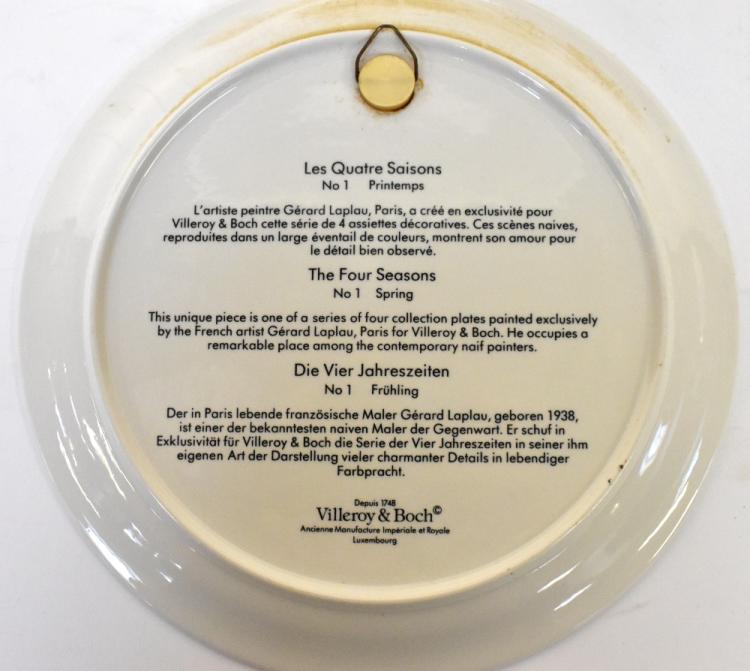 Les Quatre Saisons
No 1 Printemps
L'artiste peintre Gérard Laplau, Paris, a créé en exclusivité pour
Villeroy & Boch cette série de 4 assiettes décoratives. Ces scènes naives,
reproduites dans un large éventail de couleurs, montrent son amour pour
le détail bien observé.
The Four Seasons
No 1 Spring
This unique piece is one of a series of four collection plates painted exclusively
by the French artist Gérard Laplau, Paris for Villeroy & Boch. He occupies a
remarkable place among the contemporary naif painters.
Die Vier Jahreszeiten
No 1 Frühling
Der in Paris lebende französische Maler Gérard Laplau, geboren 1938,
ist einer der bekanntesten naiven Maler der Gegenwart. Er schuf in
Exklusivität für Villeroy & Boch die Serie der Vier Jahreszeiten in seiner ihm
eigenen Art der Darstellung vieler charmanter Details in lebendiger
Farbpracht.
Depuis 1748
Villeroy & Boch©
Ancienne Manufacture Impériale et Royale
Luxembourg